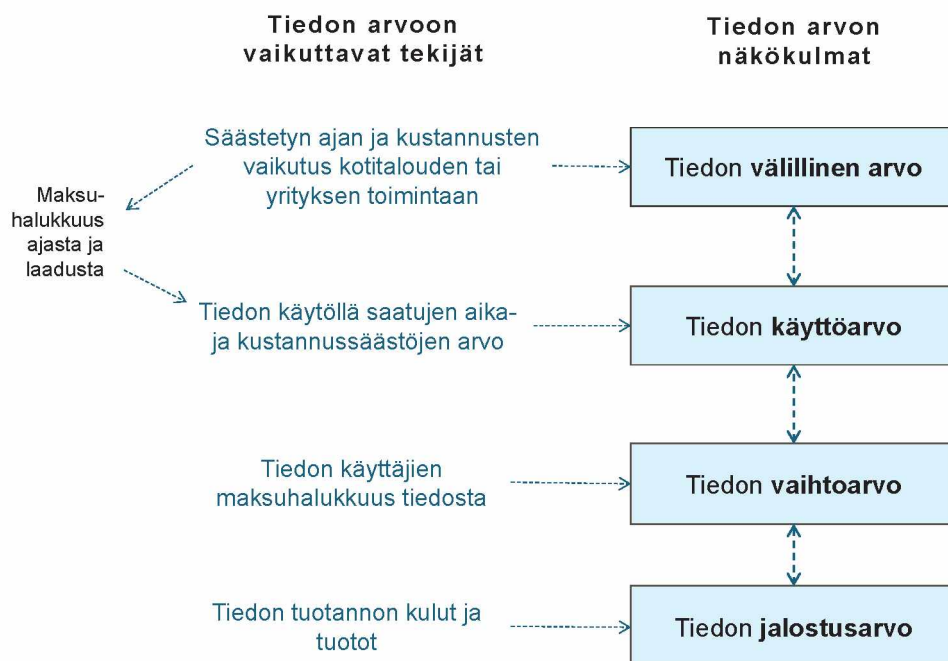 Tiedon arvoon
vaikuttavat tekijät
Tiedon arvon
näkökulmat
Säästetyn ajan ja kustannusten
vaikutus kotitalouden tai
yrityksen toimintaan
Tiedon välillinen arvo
Maksu-
halukkuus
ajasta ja
laadusta
Tiedon käytöllä saatujen aika-
ja kustannussäästöjen arvo
Tiedon käyttöarvo
Tiedon käyttäjien
maksuhalukkuus tiedosta
Tiedon vaihtoarvo
Tiedon tuotannon kulut ja
tuotot
Tiedon jalostusarvo